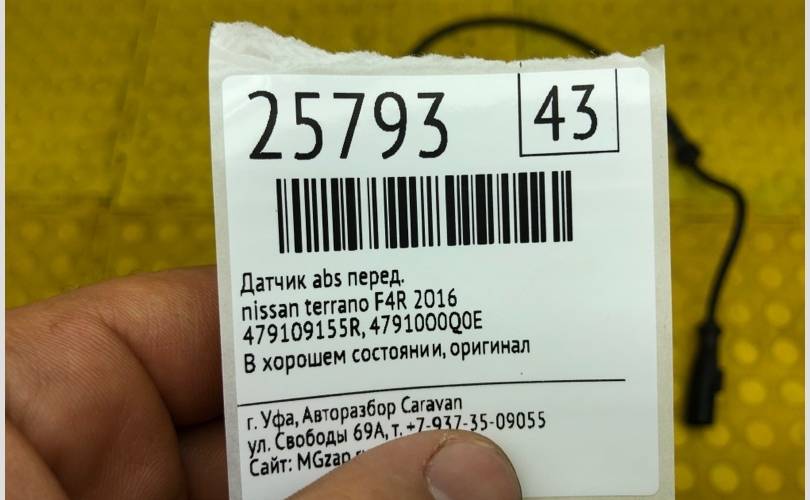 25793
43
Датчик abs перед.
nissan terrano F4R 2016
479109155R, 4791000Q0E
В хорошем состоянии, оригинал
г. Уфа, Авторазбор Caravan
ул. Свободы 69А, т. +7-937-35-09055
Сайт: